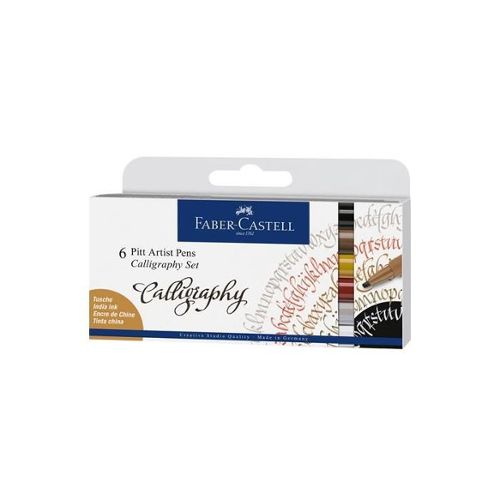 FABER-CASTELL
since 1761
6 Pitt Artist Pens
Calligraphy Set
Calligraphy
Tusche
India ink
Encre de Chine
Tinta china
Creative Studio Quality Made in Germany